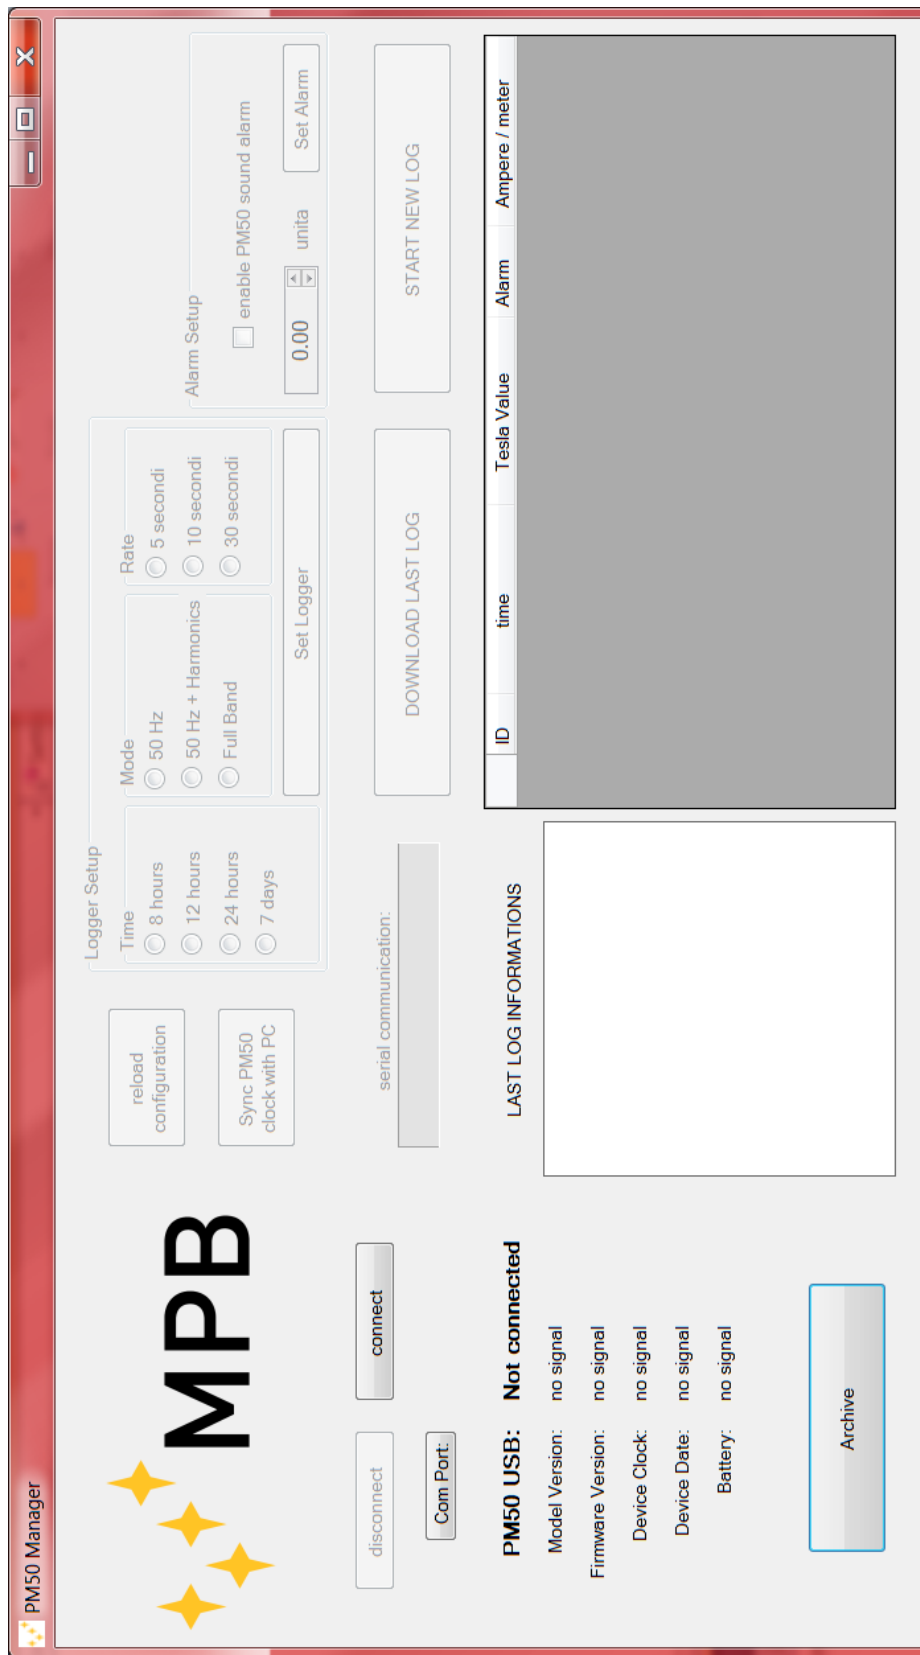 PM50 Manager
MPB
reload
configuration
Sync PM50
clock with PC
Logger Setup
Time
8 hours
12 hours
24 hours
7 days
Mode
50 Hz
50 Hz + Harmonics
Full Band
Rate
5 secondi
10 secondi
30 secondi
Set Logger
Alarm Setup
enable PM50 sound alarm
0.00 unita
Set Alarm
disconnect
connect
Com Port:
serial communication:
DOWNLOAD LAST LOG
START NEW LOG
PM50 USB: Not connected
Model Version: no signal
Firmware Version: no signal
Device Clock: no signal
Device Date: no signal
Battery: no signal
Archive
LAST LOG INFORMATIONS
ID time Tesla Value Alarm Ampere / meter